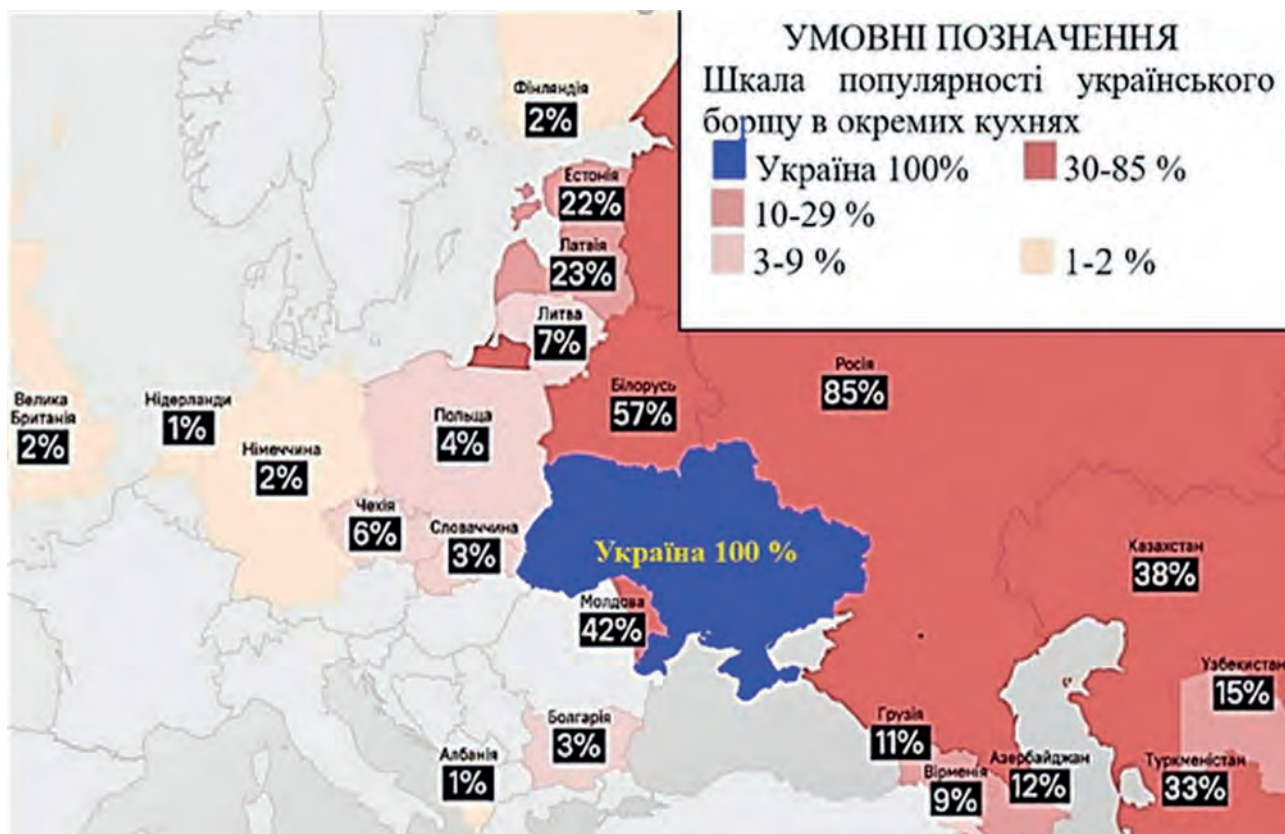 УМОВНІ ПОЗНАЧЕННЯ
Шкала популярності українського
борщу в окремих кухнях
Україна 100%
30-85 %
10-29 %
3-9 %
1-2 %
Фінляндія
2%
Естонія
22%
Латвія
23%
Литва
7%
Білорусь
57%
Росія
85%
Велика
Британія
2%
Нідерланди
1%
Німеччина
2%
Польща
4%
Чехія
6%
Словаччина
3%
Україна 100 %
Молдова
42%
Казахстан
38%
Узбекистан
15%
Болгарія
3%
Албанія
1%
Грузія
11%
Вірменія
9%
Азербайджан
12%
Туркменістан
33%